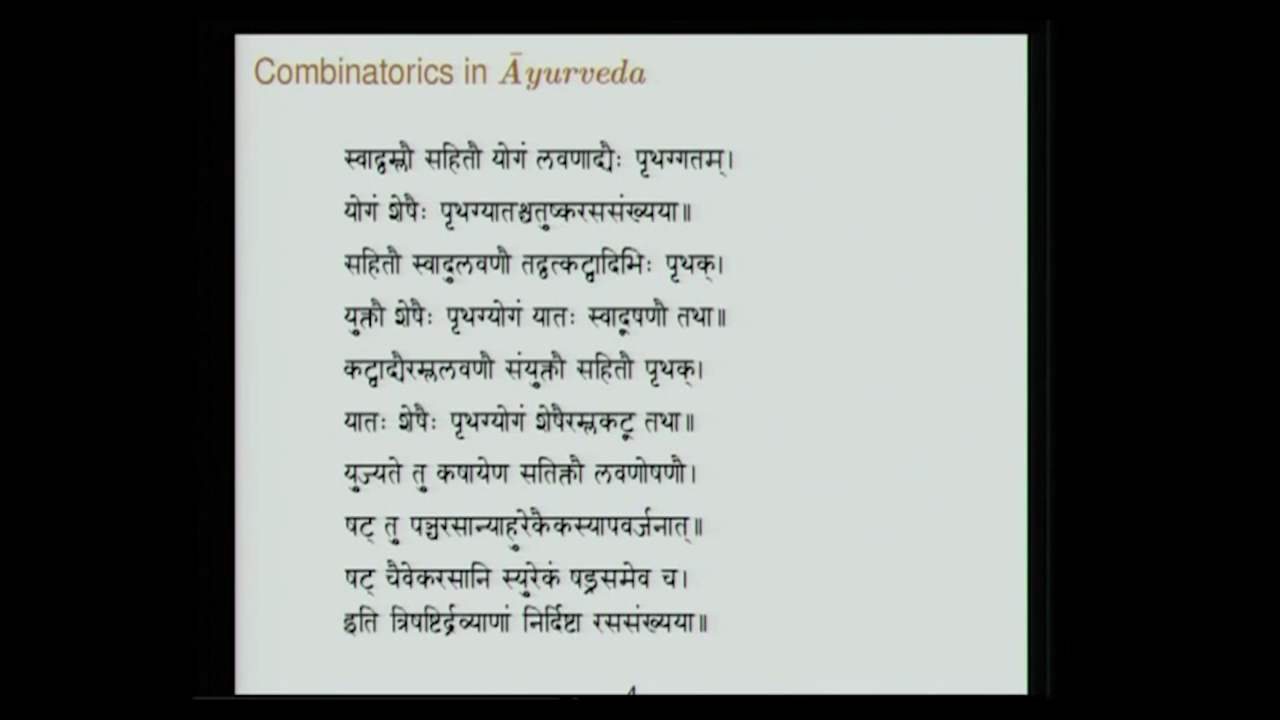 Combinatorics in Āyurveda
स्वाद्वम्लौ सहितौ योगं लवणाद्यैः पृथग्गतम्।
योगं शेषैः पृथग्यातश्चतुष्करससंख्यया॥
सहितौ स्वादुलवणौ तद्वत्कट्वादिभिः पृथक्।
युक्तौ शेषैः पृथग्योगं यातः स्वादूषणौ तथा॥
कट्वाद्यैरम्ललवणौ संयुक्तौ सहितौ पृथक्।
यातः शेषैः पृथग्योगं शेषैरम्लकटू तथा॥
युज्यते तु कषायेण सतिक्तौ लवणोषणौ।
षट् तु पञ्चरसान्याहुरेकैकस्यापवर्जनात्॥
षट् चैवेकरसानि स्युरेकं षड्रसमेव च।
इति त्रिषष्टिर्द्रव्याणां निर्दिष्टा रससंख्यया॥